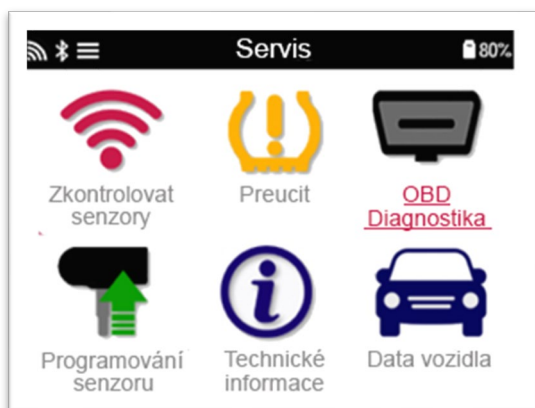 Servis
80%
Zkontrolovat
senzory
Preucit
OBD
Diagnostika
Programování
senzoru
Technické
informace
Data vozidla